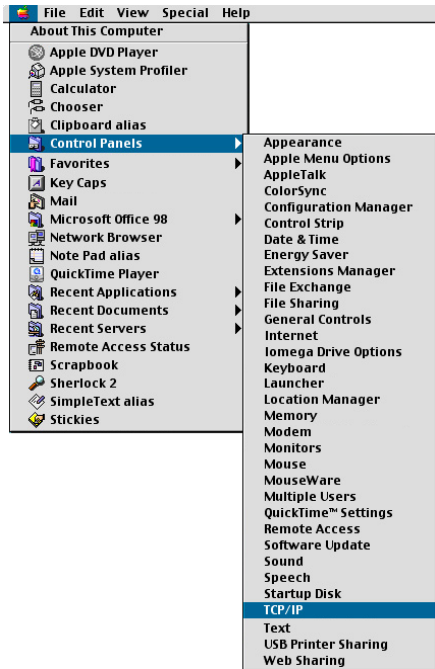 File Edit View Special Help
About This Computer
Apple DVD Player
Apple System Profiler
Calculator
Chooser
Clipboard alias
Control Panels
Favorites
Key Caps
Mail
Microsoft Office 98
Network Browser
Note Pad alias
QuickTime Player
Recent Applications
Recent Documents
Recent Servers
Remote Access Status
Scrapbook
Sherlock 2
SimpleText alias
Stickies
Appearance
Apple Menu Options
AppleTalk
ColorSync
Configuration Manager
Control Strip
Date & Time
Energy Saver
Extensions Manager
File Exchange
File Sharing
General Controls
Internet
Iomega Drive Options
Keyboard
Launcher
Location Manager
Memory
Modem
Monitors
Mouse
MouseWare
Multiple Users
QuickTime™ Settings
Remote Access
Software Update
Sound
Speech
Startup Disk
TCP/IP
Text
USB Printer Sharing
Web Sharing